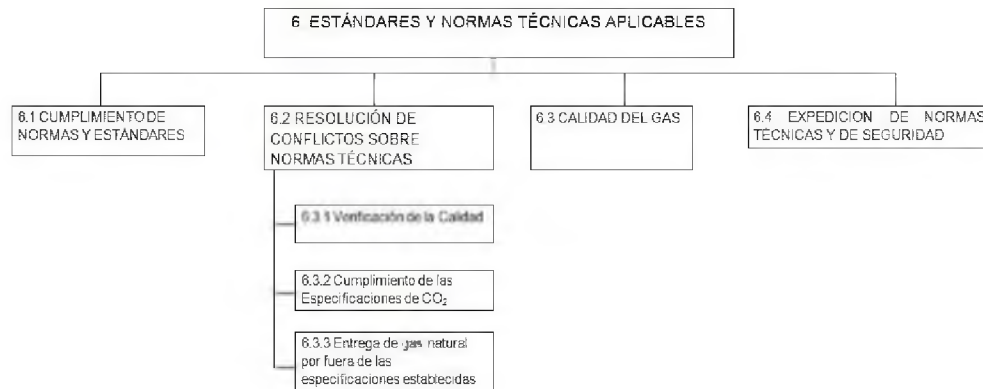 6 ESTÁNDARES Y NORMAS TÉCNICAS APLICABLES
6.1 CUMPLIMIENTO DE
NORMAS Y ESTÁNDARES
6.2 RESOLUCIÓN DE
CONFLICTOS SOBRE
NORMAS TÉCNICAS
6.3 CALIDAD DEL GAS
6.4 EXPEDICION DE NORMAS
TÉCNICAS Y DE SEGURIDAD
6.3.1 Verificación de la Calidad
6.3.2 Cumplimiento de las
Especificaciones de CO₂
6.3.3 Entrega de gas natural
por fuera de las
especificaciones establecidas